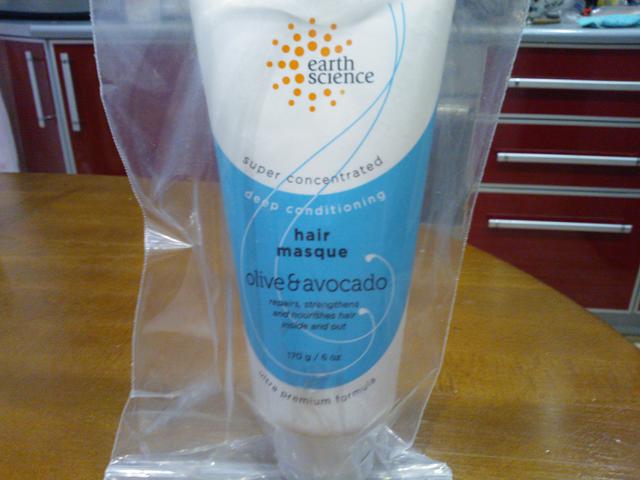 earth
science
super concentrated
deep conditioning
hair
masque
olive & avocado
repairs, strengthens
and nourishes hair
inside and out
170 g / 6 oz
ultra premium formula